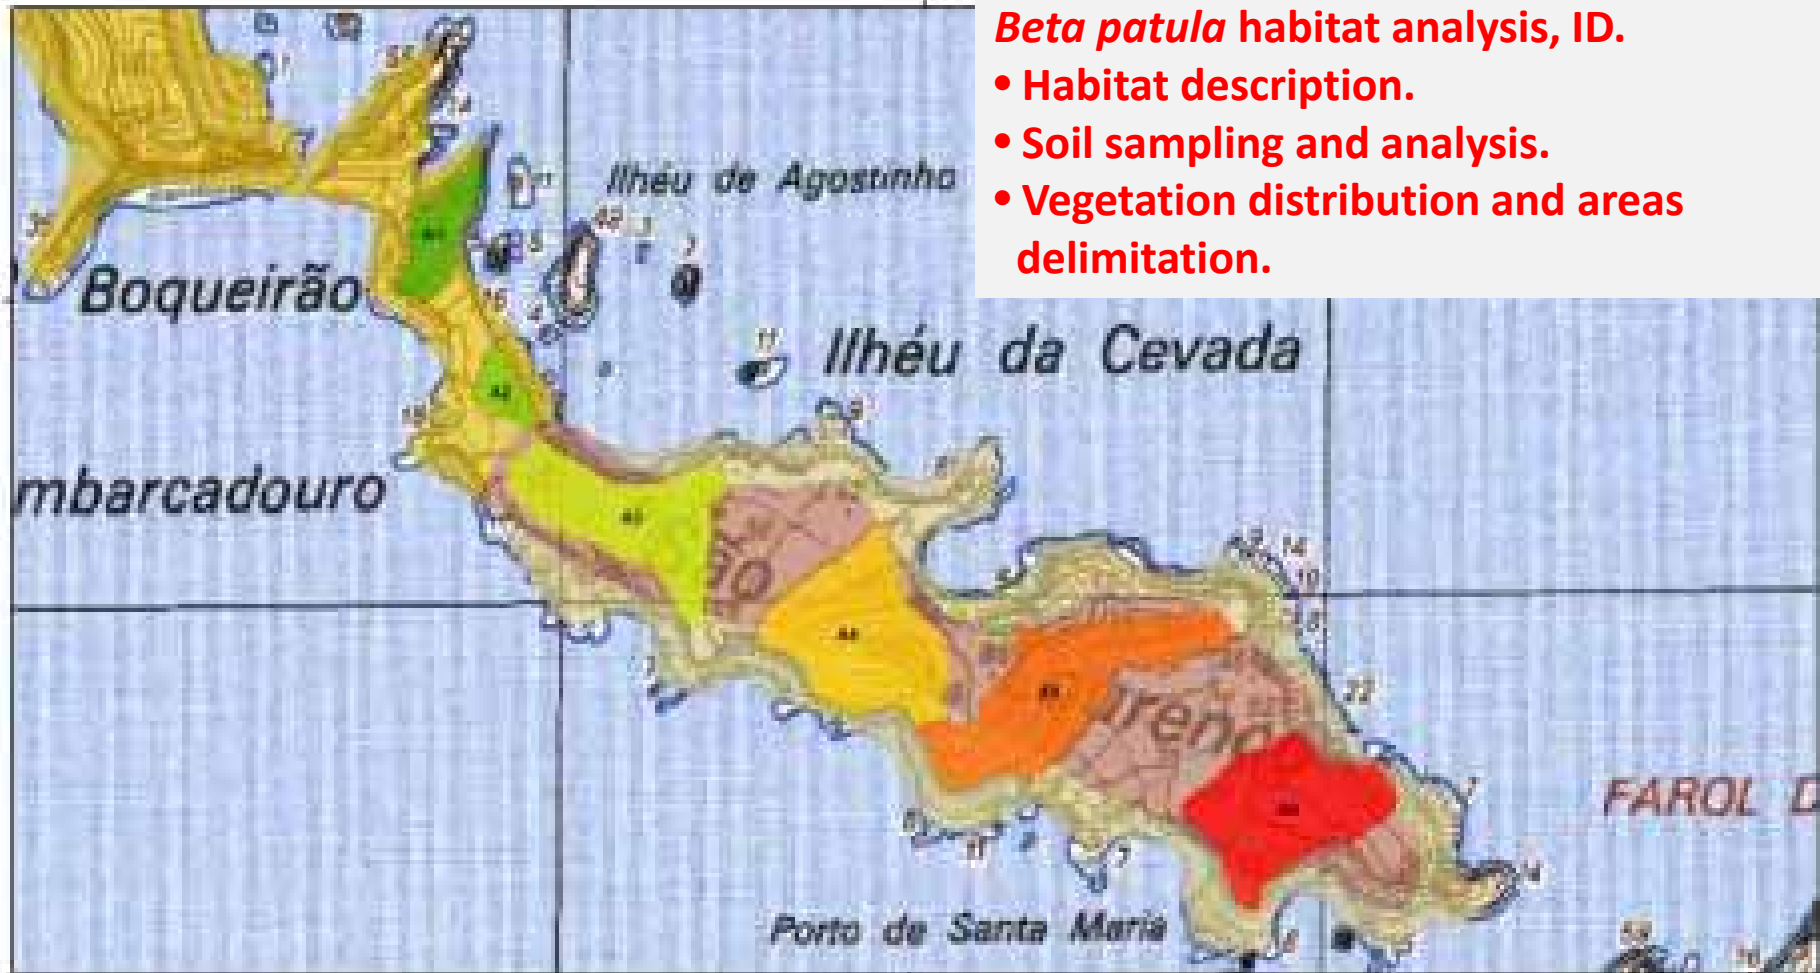 Beta patula habitat analysis, ID.
• Habitat description.
• Soil sampling and analysis.
• Vegetation distribution and areas
delimitation.
Ilhéu de Agostinho
Boqueirão
Ilhéu da Cevada
mbarcadouro
FAROL D
Porto de Santa Maria